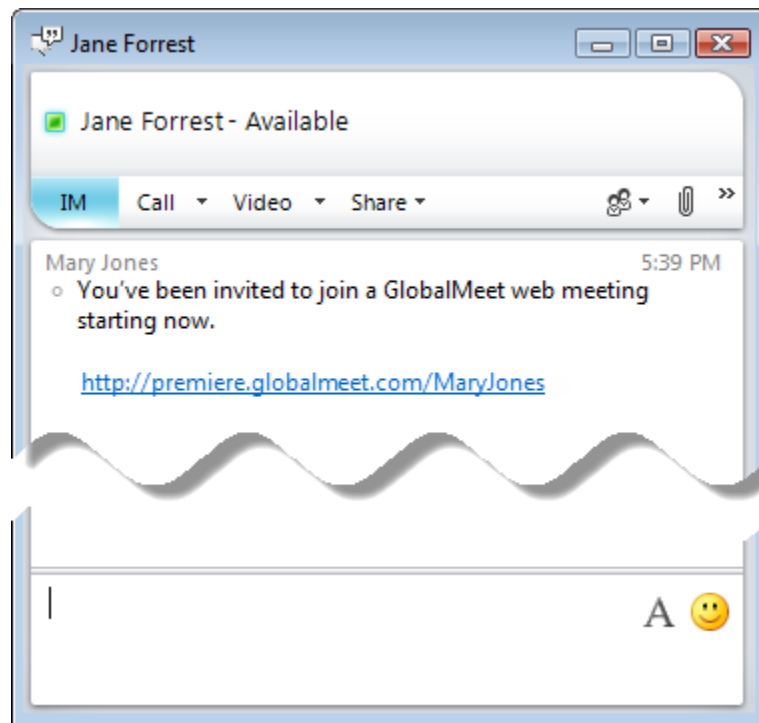 Jane Forrest
Jane Forrest - Available
IM Call Video Share
Mary Jones 5:39 PM
You've been invited to join a GlobalMeet web meeting
starting now.
http://premiere.globalmeet.com/MaryJones
A